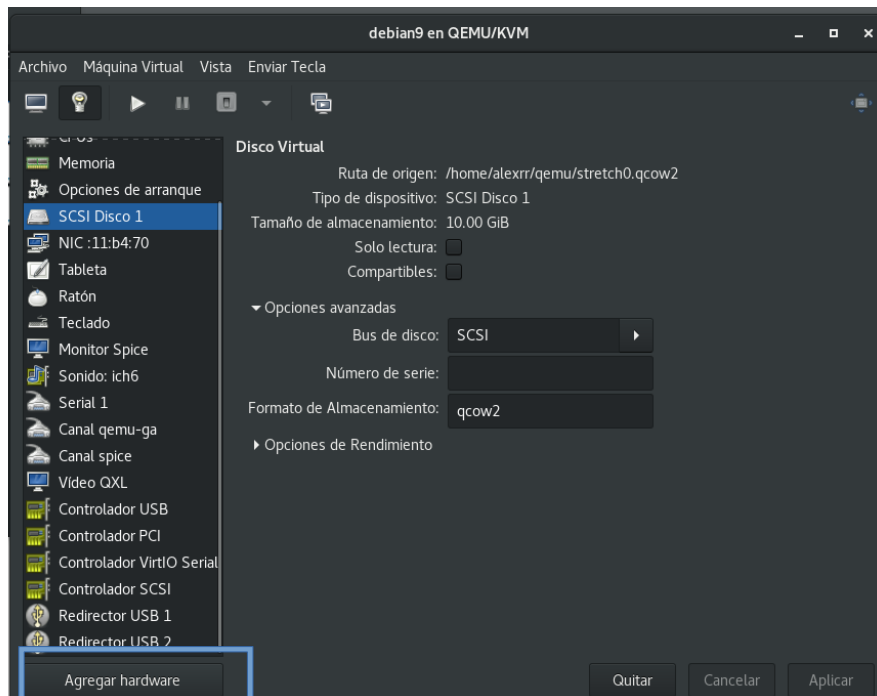 debian9 en QEMU/KVM
Archivo Máquina Virtual Vista Enviar Tecla
CPUs
Memoria
Opciones de arranque
SCSI Disco 1
NIC :11:b4:70
Tableta
Ratón
Teclado
Monitor Spice
Sonido: ich6
Serial 1
Canal qemu-ga
Canal spice
Vídeo QXL
Controlador USB
Controlador PCI
Controlador VirtIO Serial
Controlador SCSI
Redirector USB 1
Redirector USB 2
Agregar hardware
Disco Virtual
Ruta de origen: /home/alexrr/qemu/stretch0.qcow2
Tipo de dispositivo: SCSI Disco 1
Tamaño de almacenamiento: 10.00 GiB
Solo lectura:
Compartibles:
Opciones avanzadas
Bus de disco: SCSI
Número de serie:
Formato de Almacenamiento: qcow2
Opciones de Rendimiento
Quitar Cancelar Aplicar